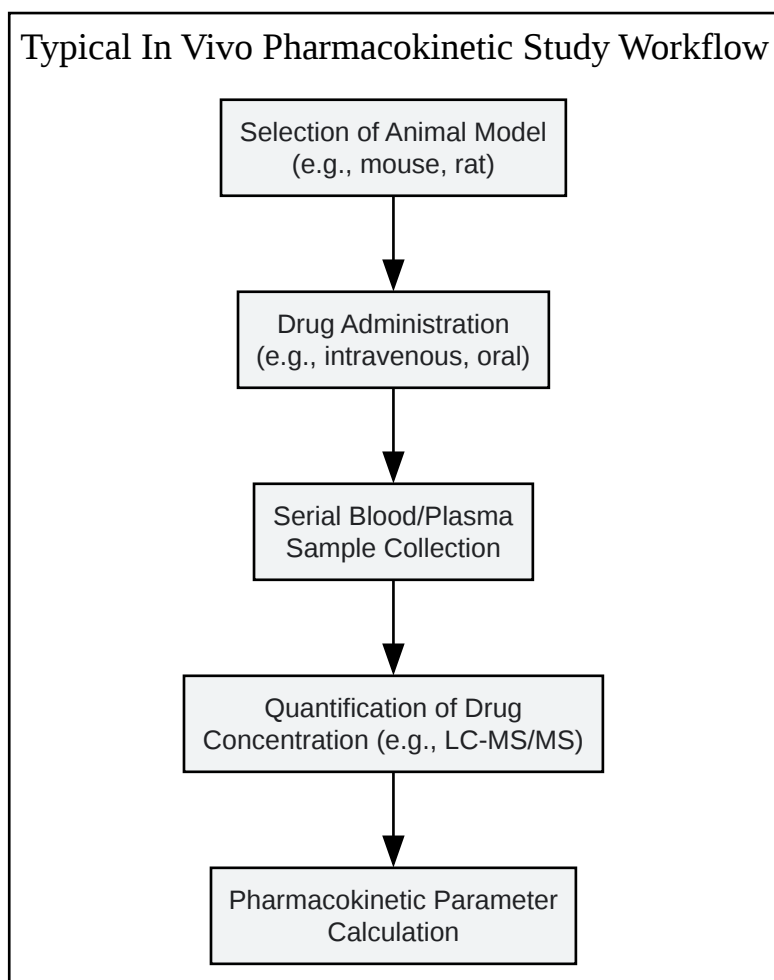 Typical In Vivo Pharmacokinetic Study Workflow
Selection of Animal Model
(e.g., mouse, rat)
Drug Administration
(e.g., intravenous, oral)
Serial Blood/Plasma
Sample Collection
Quantification of Drug
Concentration (e.g., LC-MS/MS)
Pharmacokinetic Parameter
Calculation